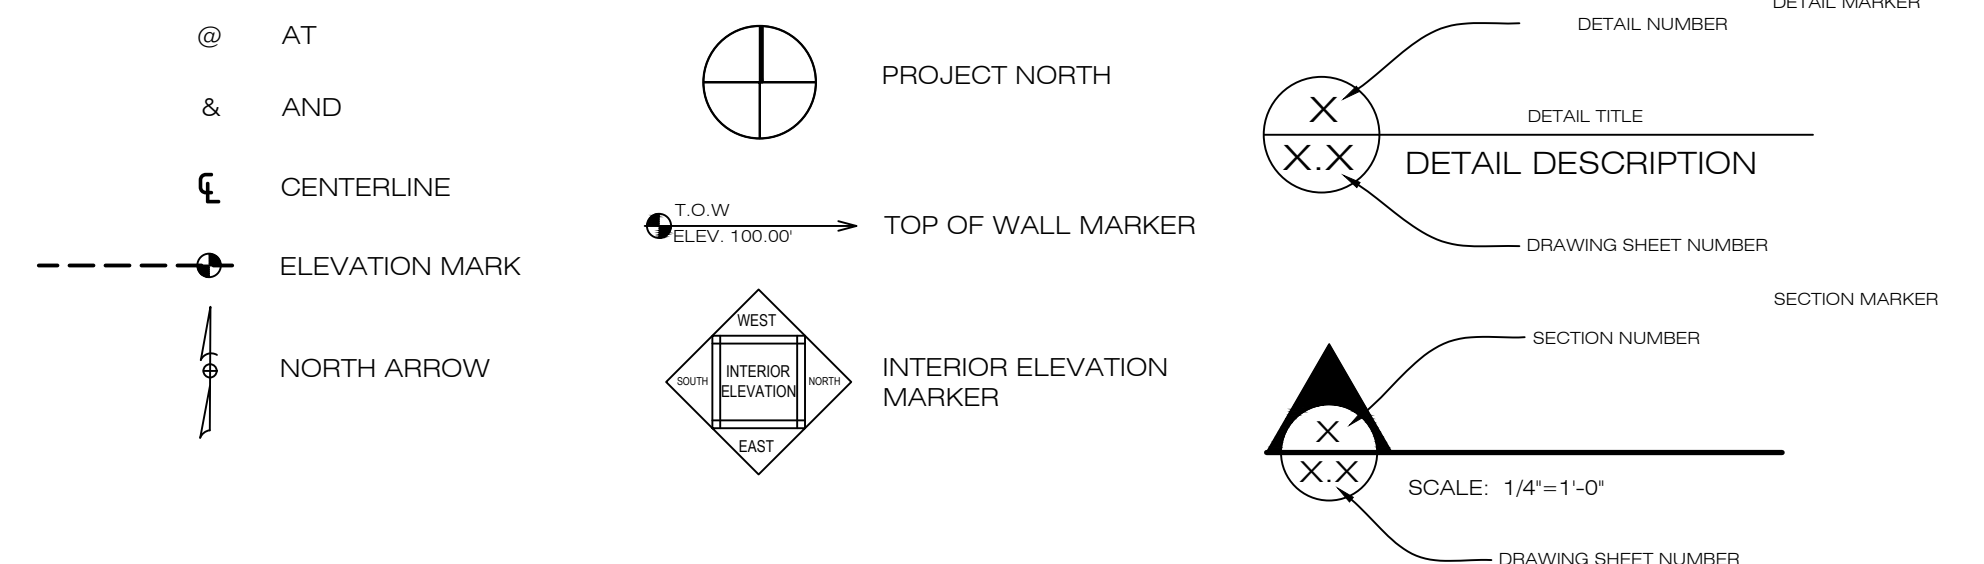 @ AT
& AND
℄ CENTERLINE
ELEVATION MARK
NORTH ARROW
PROJECT NORTH
T.O.W
ELEV. 100.00'
TOP OF WALL MARKER
WEST
SOUTH
INTERIOR
ELEVATION
NORTH
EAST
INTERIOR ELEVATION
MARKER
DETAIL MARKER
DETAIL NUMBER
X
DETAIL TITLE
X.X
DETAIL DESCRIPTION
DRAWING SHEET NUMBER
SECTION MARKER
SECTION NUMBER
X
X.X
SCALE: 1/4"=1'-0"
DRAWING SHEET NUMBER